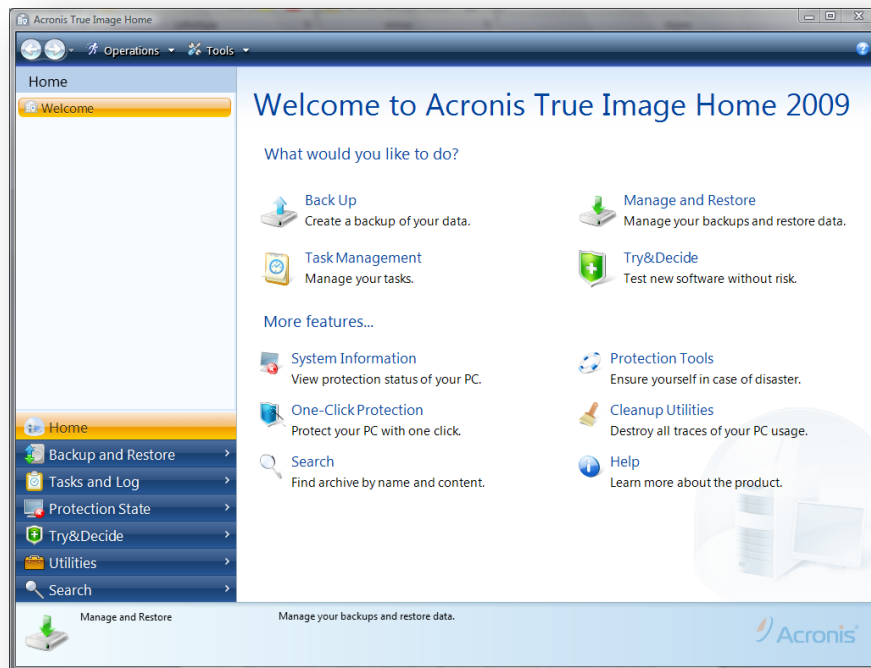 Acronis True Image Home
Operations
Tools
Home
Welcome
Welcome to Acronis True Image Home 2009
What would you like to do?
Back Up
Create a backup of your data.
Manage and Restore
Manage your backups and restore data.
Task Management
Manage your tasks.
Try&Decide
Test new software without risk.
More features...
System Information
View protection status of your PC.
Protection Tools
Ensure yourself in case of disaster.
One-Click Protection
Protect your PC with one click.
Cleanup Utilities
Destroy all traces of your PC usage.
Search
Find archive by name and content.
Help
Learn more about the product.
Home
Backup and Restore
Tasks and Log
Protection State
Try&Decide
Utilities
Search
Manage and Restore
Manage your backups and restore data.
Acronis